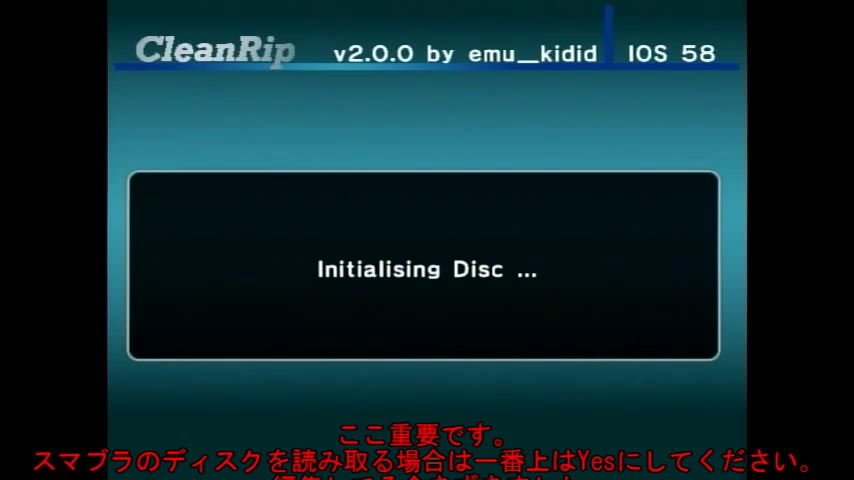 CleanRip v2.0.0 by emu_kidid IOS 58
Initialising Disc ...
ここ重要です。
スマブラのディスクを読み取る場合は一番上はYesにしてください。